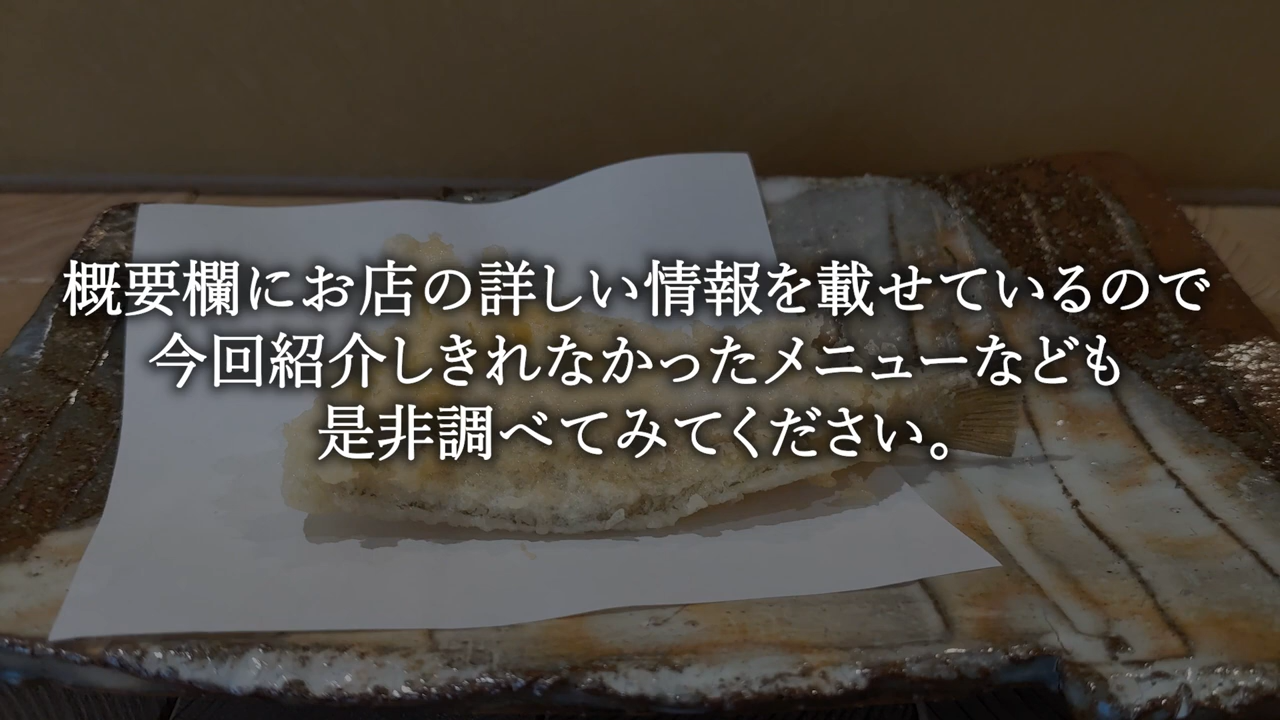 概要欄にお店の詳しい情報を載せているので
今回紹介しきれなかったメニューなども
是非調べてみてください。